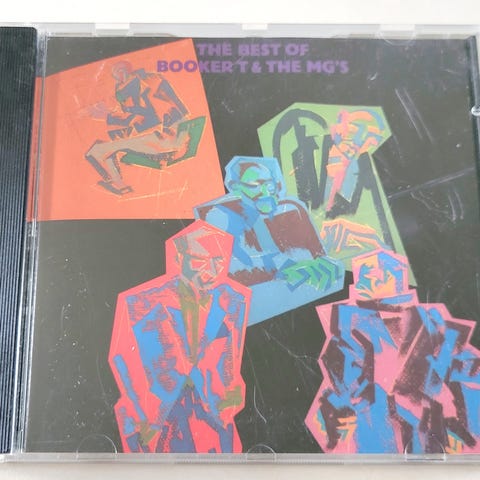 THE BEST OF
BOOKER T & THE MG'S